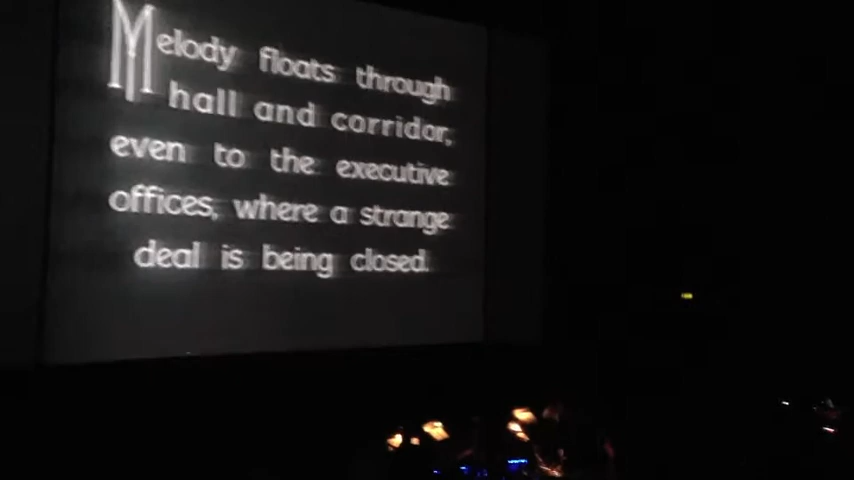 Melody floats through
hall and corridor,
even to the executive
offices, where a strange
deal is being closed.